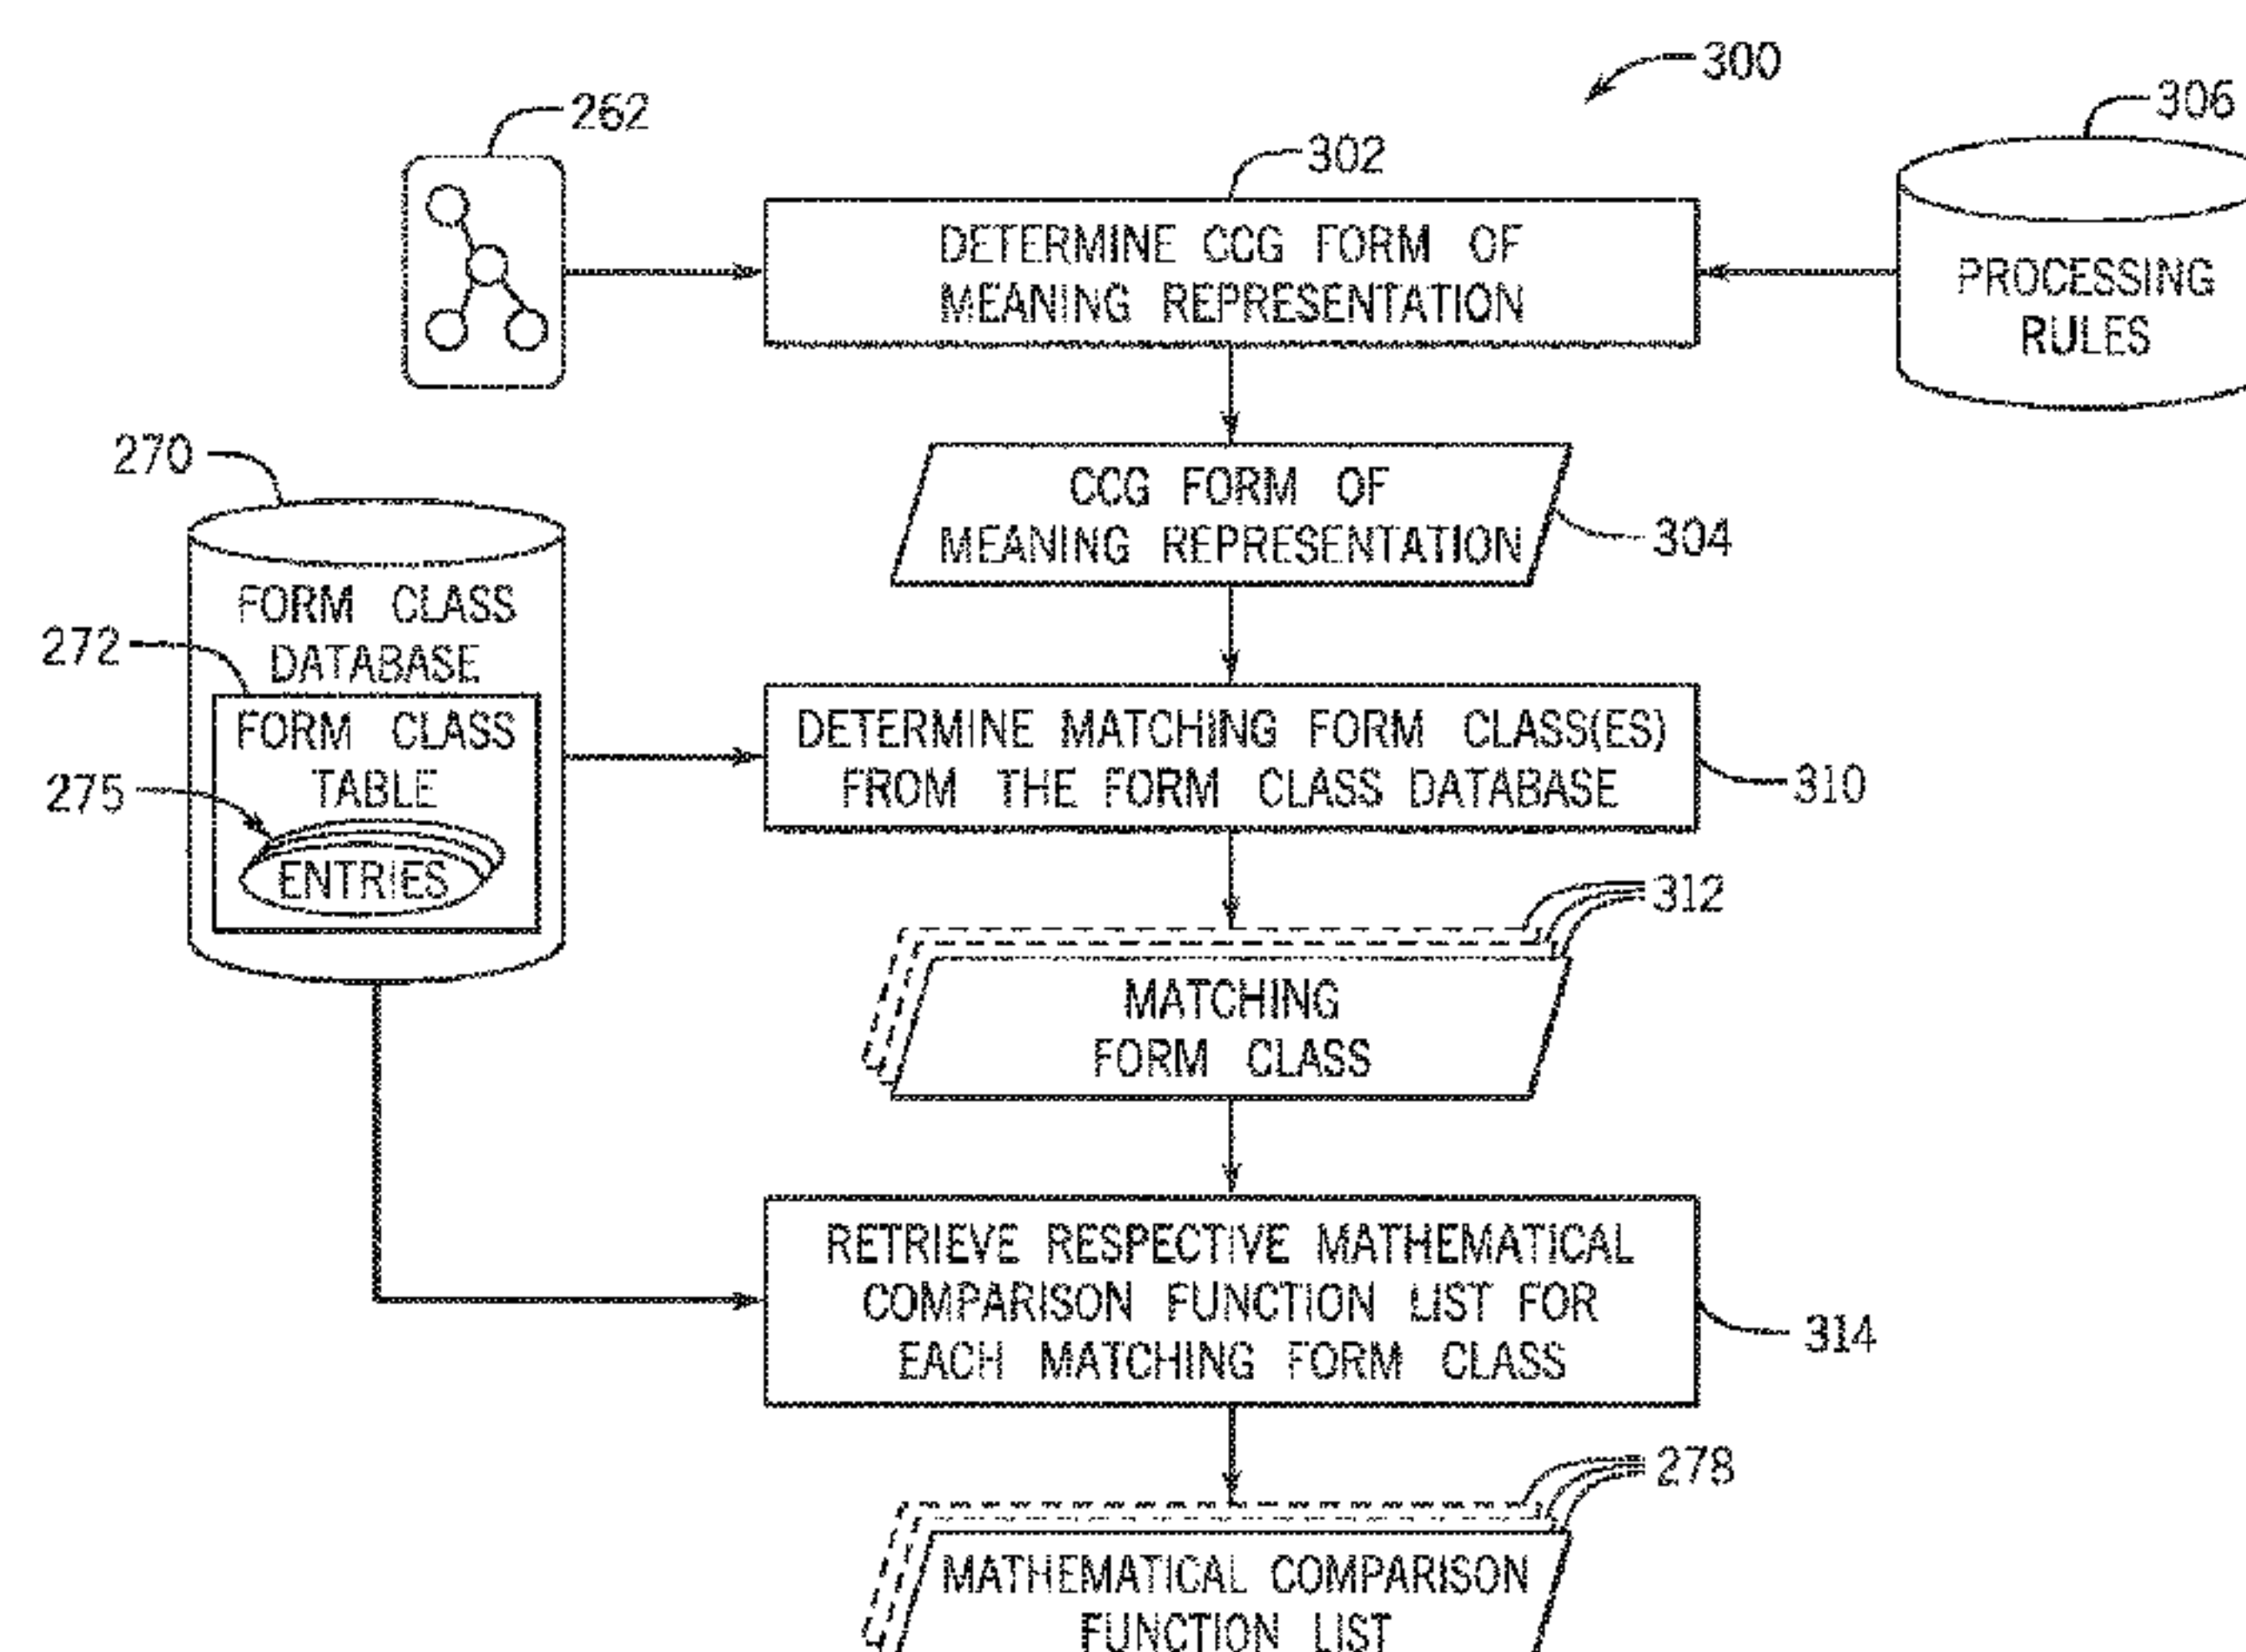 300
262
306
302
DETERMINE CCG FORM OF
MEANING REPRESENTATION
PROCESSING
RULES
270
CCG FORM OF
MEANING REPRESENTATION
304
FORM CLASS
DATABASE
272
FORM CLASS
TABLE
275
ENTRIES
DETERMINE MATCHING FORM CLASS(ES)
FROM THE FORM CLASS DATABASE
310
312
MATCHING
FORM CLASS
RETRIEVE RESPECTIVE MATHEMATICAL
COMPARISON FUNCTION LIST FOR
EACH MATCHING FORM CLASS
314
278
MATHEMATICAL COMPARISON
FUNCTION LIST